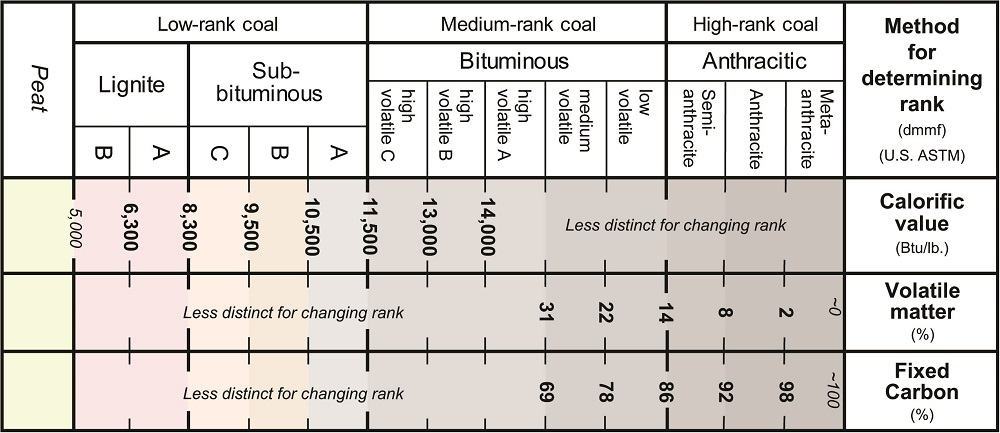 Low-rank coal
Medium-rank coal
High-rank coal
Method
for
determining
rank
(dmmf)
(U.S. ASTM)
Peat
Lignite
Sub-
bituminous
Bituminous
Anthracitic
B
A
C
B
A
high
volatile C
high
volatile B
high
volatile A
medium
volatile
low
volatile
Semi-
anthracite
Anthracite
Meta-
anthracite
5,000
6,300
8,300
9,500
10,500
11,500
13,000
14,000
Less distinct for changing rank
Calorific
value
(Btu/lb.)
Less distinct for changing rank
31
22
14
8
2
~0
Volatile
matter
(%)
Less distinct for changing rank
69
78
86
92
98
~100
Fixed
Carbon
(%)